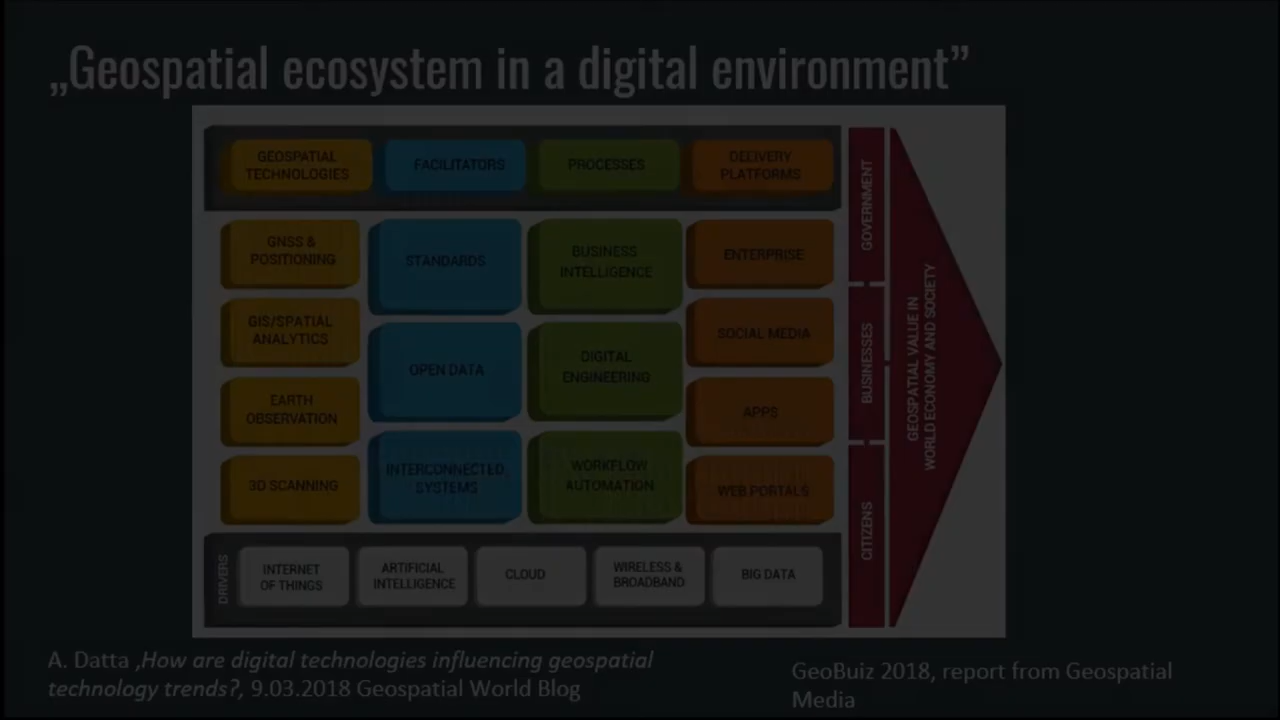 „Geospatial ecosystem in a digital environment”
GEOSPATIAL
TECHNOLOGIES
FACILITATORS
PROCESSES
DELIVERY
PLATFORMS
GNSS &
POSITIONING
GIS/SPATIAL
ANALYTICS
EARTH
OBSERVATION
3D SCANNING
STANDARDS
OPEN DATA
INTERCONNECTED
SYSTEMS
BUSINESS
INTELLIGENCE
DIGITAL
ENGINEERING
WORKFLOW
AUTOMATION
ENTERPRISE
SOCIAL MEDIA
APPS
WEB PORTALS
GOVERNMENT
BUSINESSES
CITIZENS
GEOSPATIAL VALUE IN
WORLD ECONOMY AND SOCIETY
DRIVERS
INTERNET
OF THINGS
ARTIFICIAL
INTELLIGENCE
CLOUD
WIRELESS &
BROADBAND
BIG DATA
A. Datta ‚How are digital technologies influencing geospatial
technology trends?, 9.03.2018 Geospatial World Blog
GeoBuiz 2018, report from Geospatial
Media